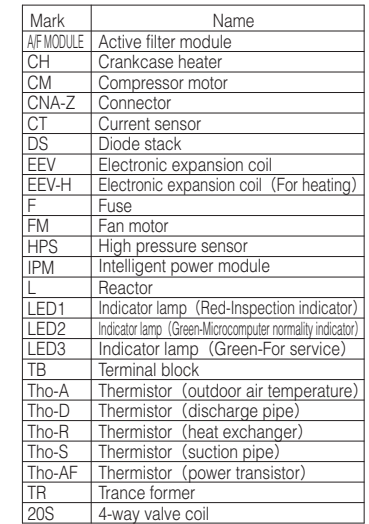 Mark Name
A/F MODULE Active filter module
CH Crankcase heater
CM Compressor motor
CNA-Z Connector
CT Current sensor
DS Diode stack
EEV Electronic expansion coil
EEV-H Electronic expansion coil (For heating)
F Fuse
FM Fan motor
HPS High pressure sensor
IPM Intelligent power module
L Reactor
LED1 Indicator lamp (Red-Inspection indicator)
LED2 Indicator lamp (Green-Microcomputer normality indicator)
LED3 Indicator lamp (Green-For service)
TB Terminal block
Tho-A Thermistor (outdoor air temperature)
Tho-D Thermistor (discharge pipe)
Tho-R Thermistor (heat exchanger)
Tho-S Thermistor (suction pipe)
Tho-AF Thermistor (power transistor)
TR Trance former
20S 4-way valve coil